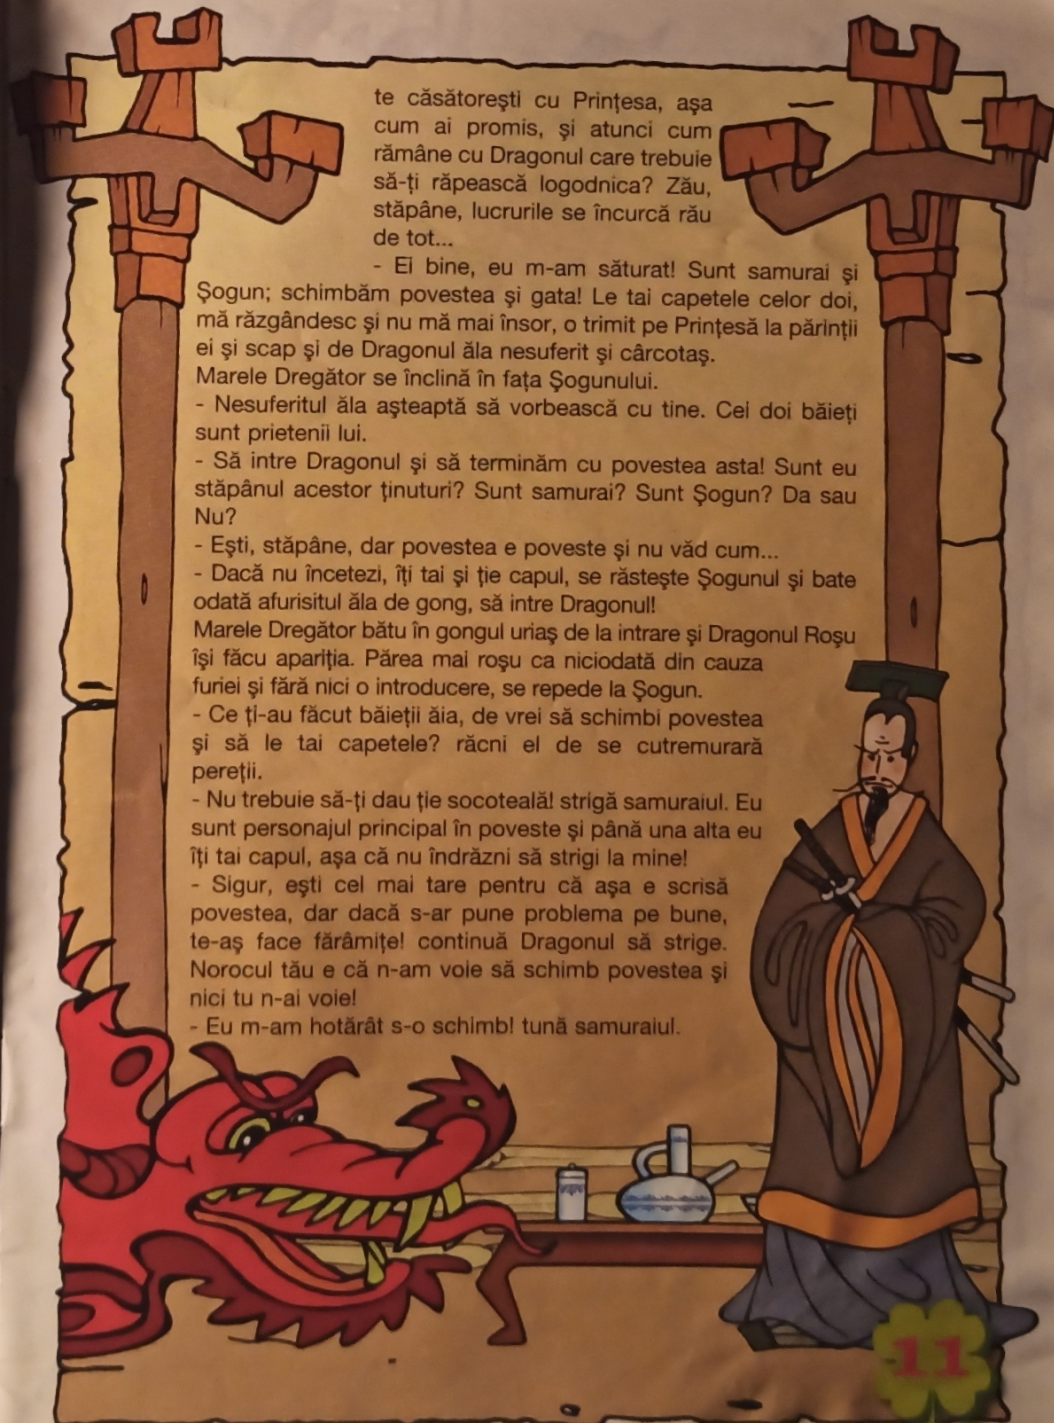 te căsătoreşti cu Prinţesa, aşa
cum ai promis, şi atunci cum
rămâne cu Dragonul care trebuie
să-ţi răpească logodnica? Zău,
stăpâne, lucrurile se încurcă rău
de tot...
- Ei bine, eu m-am săturat! Sunt samurai şi
Şogun; schimbăm povestea şi gata! Le tai capetele celor doi,
mă răzgândesc şi nu mă mai însor, o trimit pe Prinţesă la părinţii
ei şi scap şi de Dragonul ăla nesuferit şi cârcotaş.
Marele Dregător se înclină în faţa Şogunului.
- Nesuferitul ăla aşteaptă să vorbească cu tine. Cei doi băieţi
sunt prietenii lui.
- Să intre Dragonul şi să terminăm cu povestea asta! Sunt eu
stăpânul acestor ţinuturi? Sunt samurai? Sunt Şogun? Da sau
Nu?
- Eşti, stăpâne, dar povestea e poveste şi nu văd cum...
- Dacă nu încetezi, îţi tai şi ţie capul, se răsteşte Şogunul şi bate
odată afurisitul ăla de gong, să intre Dragonul!
Marele Dregător bătu în gongul uriaş de la intrare şi Dragonul Roşu
îşi făcu apariţia. Părea mai roşu ca niciodată din cauza
furiei şi fără nici o introducere, se repede la Şogun.
- Ce ţi-au făcut băieţii ăia, de vrei să schimbi povestea
şi să le tai capetele? răcni el de se cutremurară
pereţii.
- Nu trebuie să-ţi dau ţie socoteală! strigă samuraiul. Eu
sunt personajul principal în poveste şi până una alta eu
îţi tai capul, aşa că nu îndrăzni să strigi la mine!
- Sigur, eşti cel mai tare pentru că aşa e scrisă
povestea, dar dacă s-ar pune problema pe bune,
te-aş face fărâmiţe! continuă Dragonul să strige.
Norocul tău e că n-am voie să schimb povestea şi
nici tu n-ai voie!
- Eu m-am hotărât s-o schimb! tună samuraiul.
11